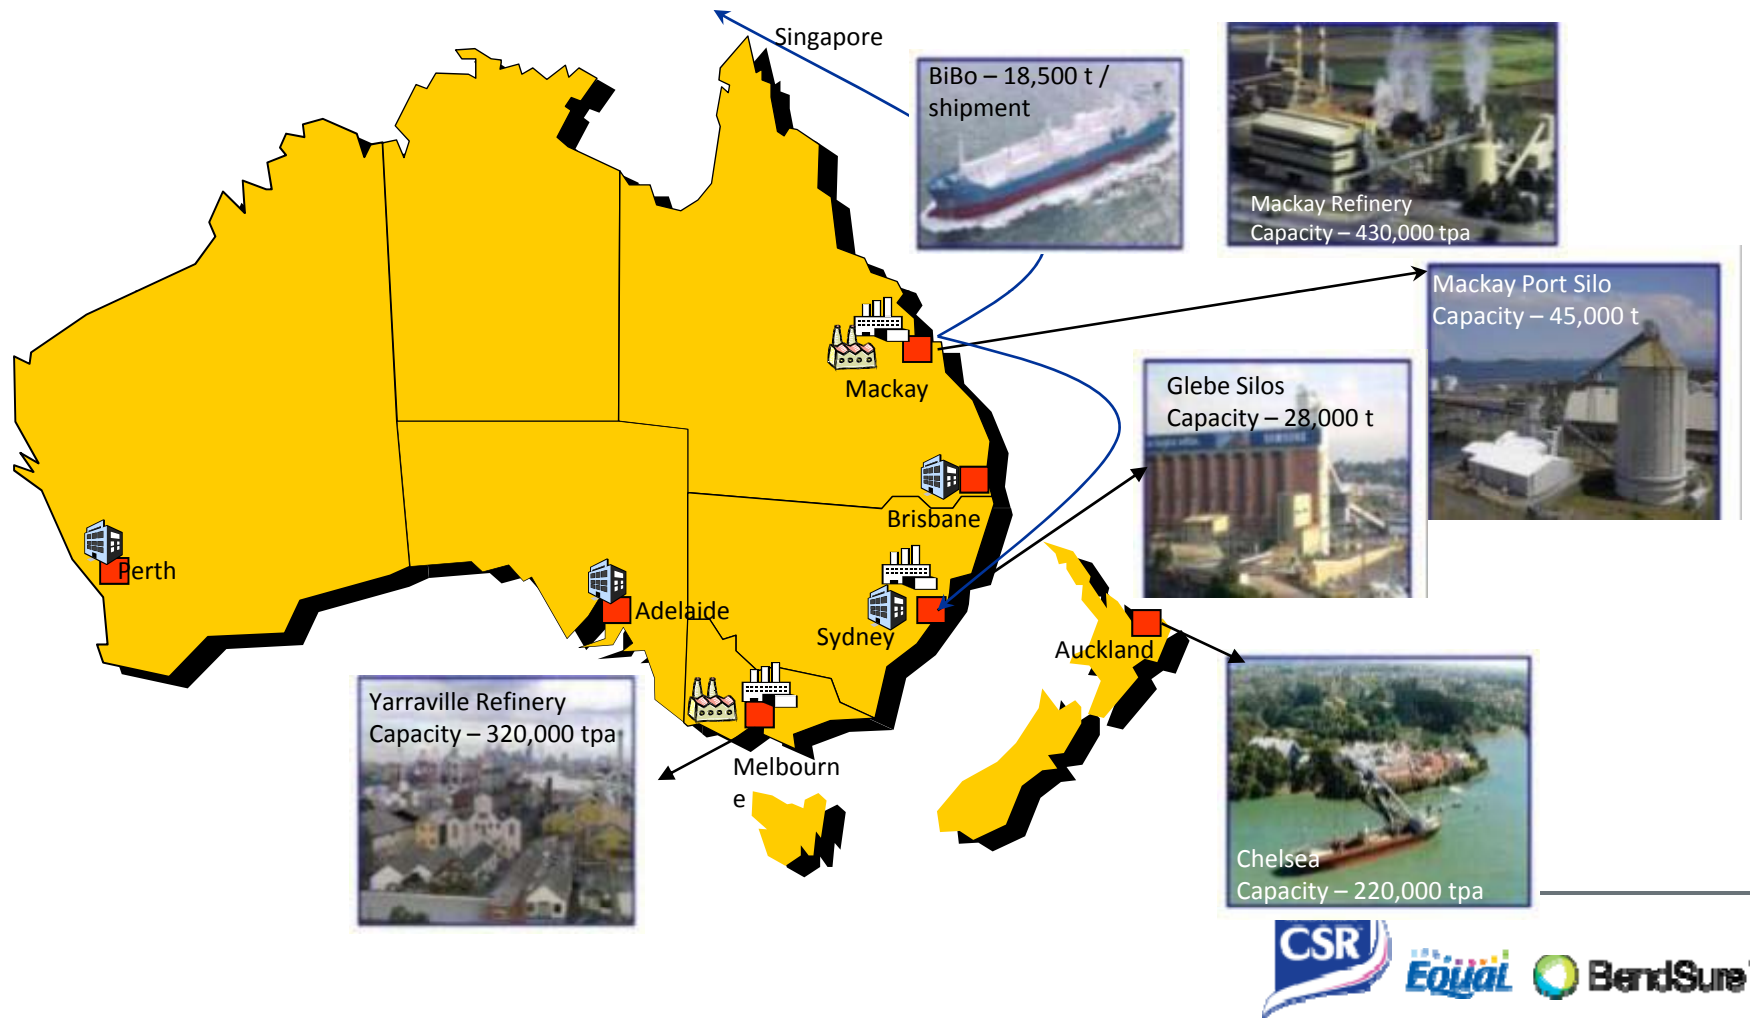 Singapore
BiBo – 18,500 t /
shipment
Mackay Refinery
Capacity – 430,000 tpa
Mackay Port Silo
Capacity – 45,000 t
Mackay
Glebe Silos
Capacity – 28,000 t
SAMSUNG
Brisbane
Perth
Adelaide
Sydney
Auckland
Yarraville Refinery
Capacity – 320,000 tpa
Melbourn
e
Chelsea
Capacity – 220,000 tpa
CSR
EQUAL
BendSure